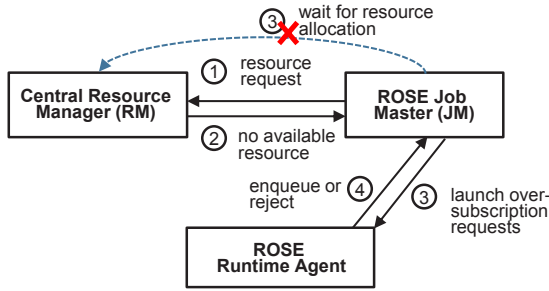 ③ wait for resource
allocation
① resource
request
Central Resource
Manager (RM)
ROSE Job
Master (JM)
② no available
resource
enqueue or
reject
④
③ launch over-
subscription
requests
ROSE
Runtime Agent